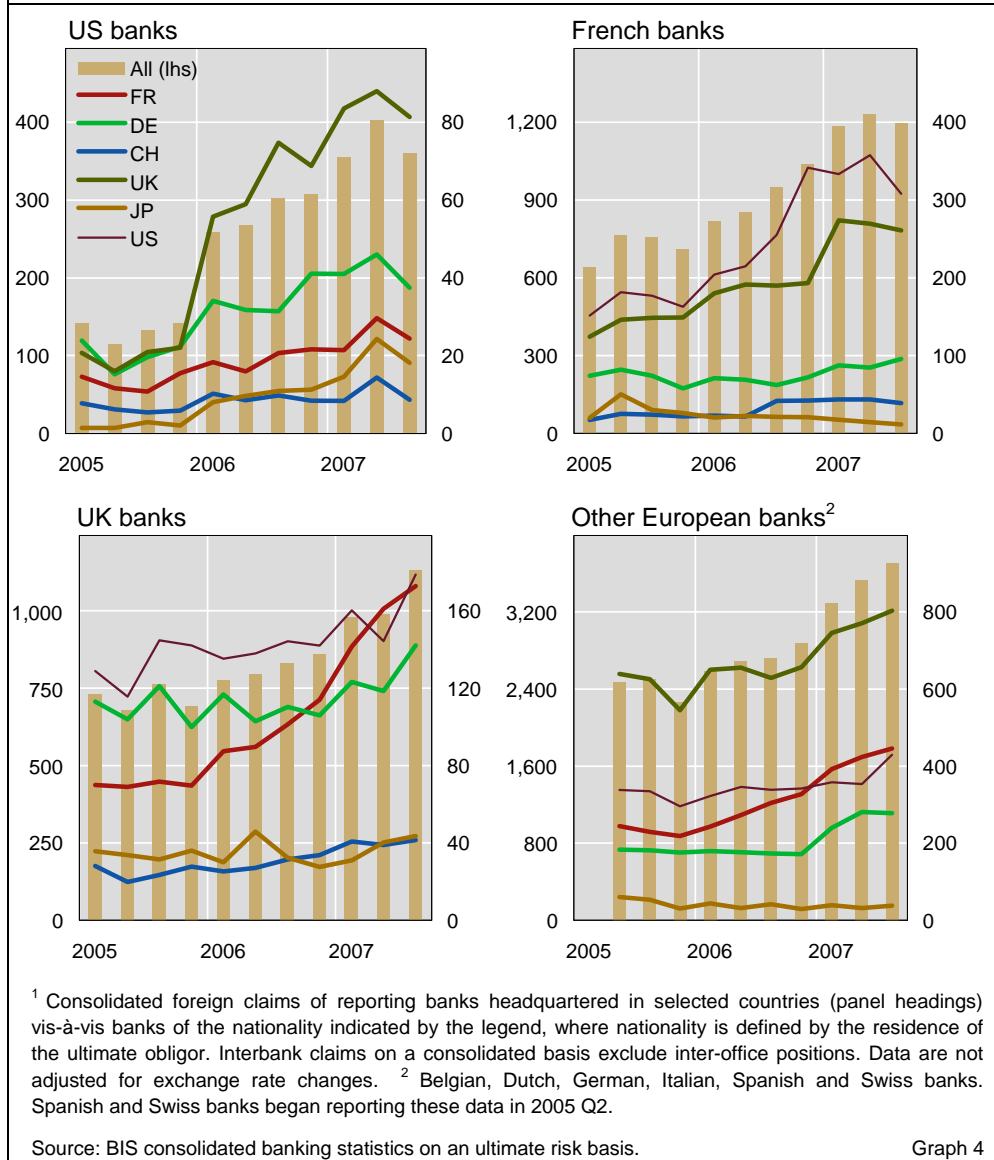 US banks
All (lhs)
FR
DE
CH
UK
JP
US
400
300
200
100
0
80
60
40
20
0
2005 2006 2007
French banks
1,200
900
600
300
0
400
300
200
100
0
2005 2006 2007
UK banks
1,000
750
500
250
0
160
120
80
40
0
2005 2006 2007
Other European banks²
3,200
2,400
1,600
800
0
800
600
400
200
0
2005 2006 2007
¹ Consolidated foreign claims of reporting banks headquartered in selected countries (panel headings)
vis-à-vis banks of the nationality indicated by the legend, where nationality is defined by the residence of
the ultimate obligor. Interbank claims on a consolidated basis exclude inter-office positions. Data are not
adjusted for exchange rate changes. ² Belgian, Dutch, German, Italian, Spanish and Swiss banks.
Spanish and Swiss banks began reporting these data in 2005 Q2.
Source: BIS consolidated banking statistics on an ultimate risk basis. Graph 4